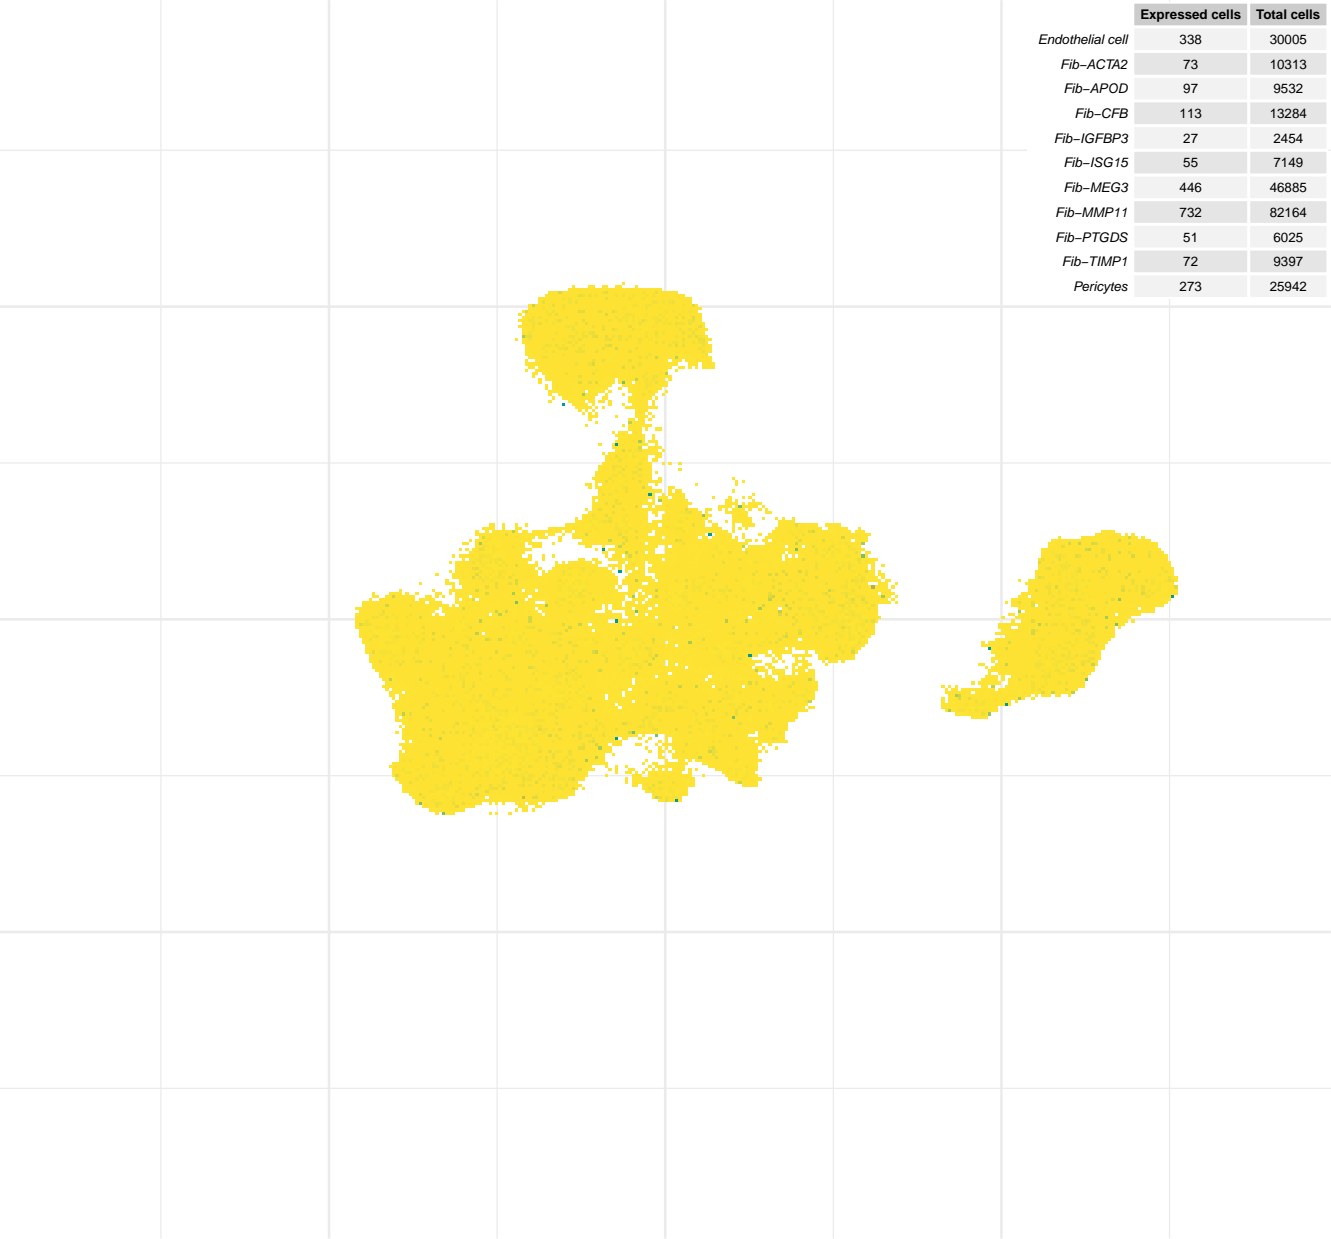 Expressed cells Total cells
Endothelial cell 338 30005
Fib−ACTA2 73 10313
Fib−APOD 97 9532
Fib−CFB 113 13284
Fib−IGFBP3 27 2454
Fib−ISG15 55 7149
Fib−MEG3 446 46885
Fib−MMP11 732 82164
Fib−PTGDS 51 6025
Fib−TIMP1 72 9397
Pericytes 273 25942